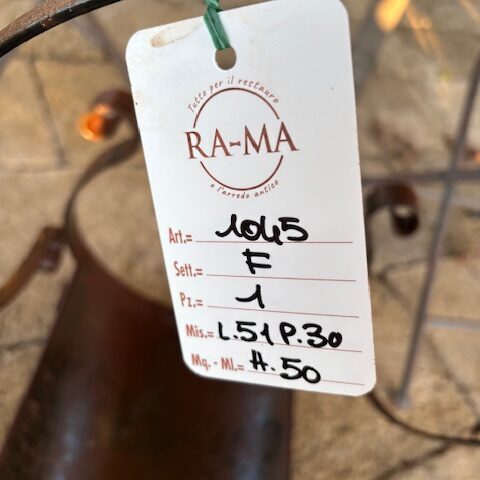 Tutto per il restauro
RA-MA
e l'arredo antico
Art.= 1045
Sett.= F
Pz.= 1
Mis.= L.51 P.30
Mq. - Ml.= H.50